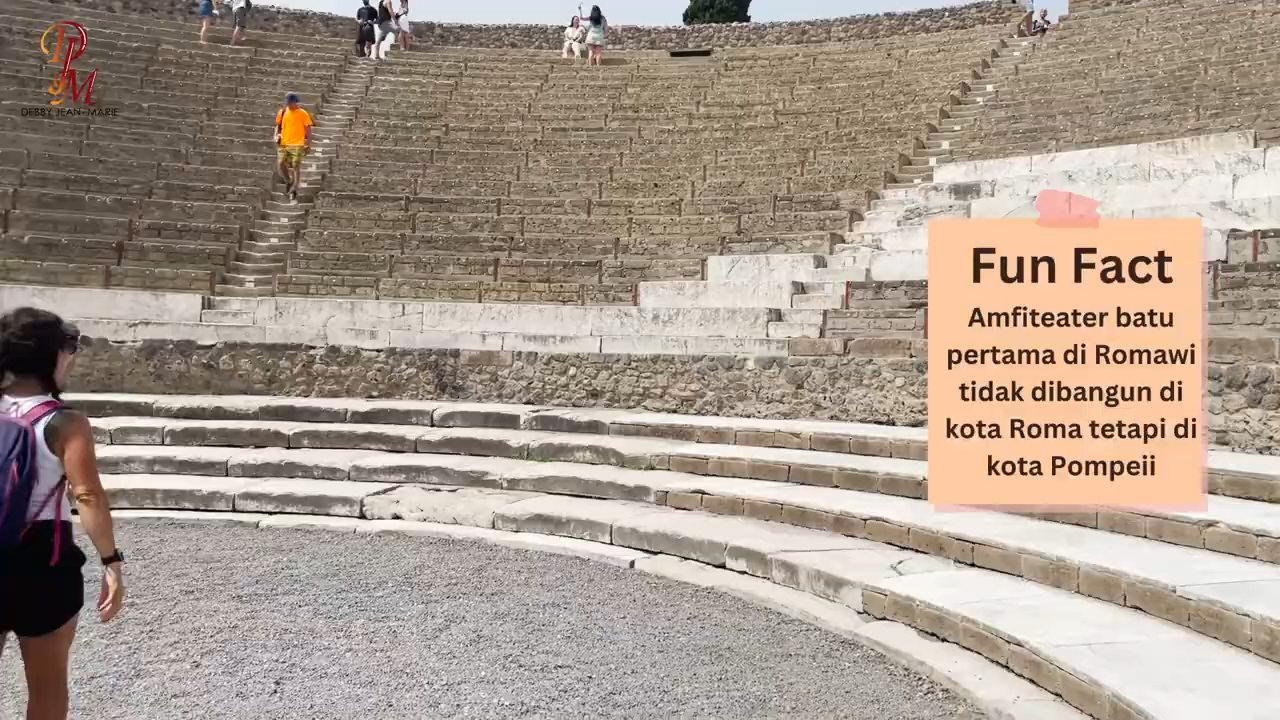 DJM
DEBBY JEAN-MARIE
Fun Fact
Amfiteater batu
pertama di Romawi
tidak dibangun di
kota Roma tetapi di
kota Pompeii